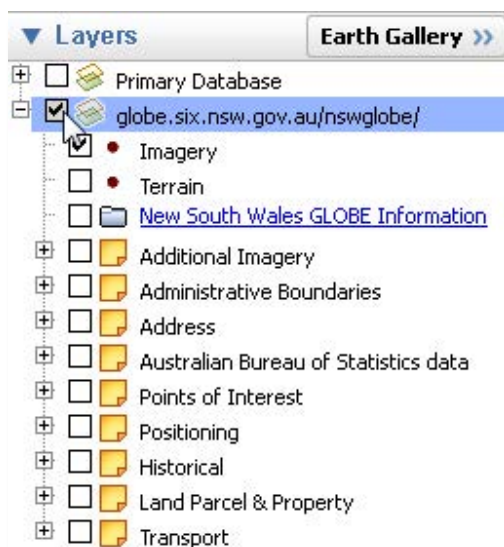 Layers
Earth Gallery >>
Primary Database
globe.six.nsw.gov.au/nswglobe/
Imagery
Terrain
New South Wales GLOBE Information
Additional Imagery
Administrative Boundaries
Address
Australian Bureau of Statistics data
Points of Interest
Positioning
Historical
Land Parcel & Property
Transport